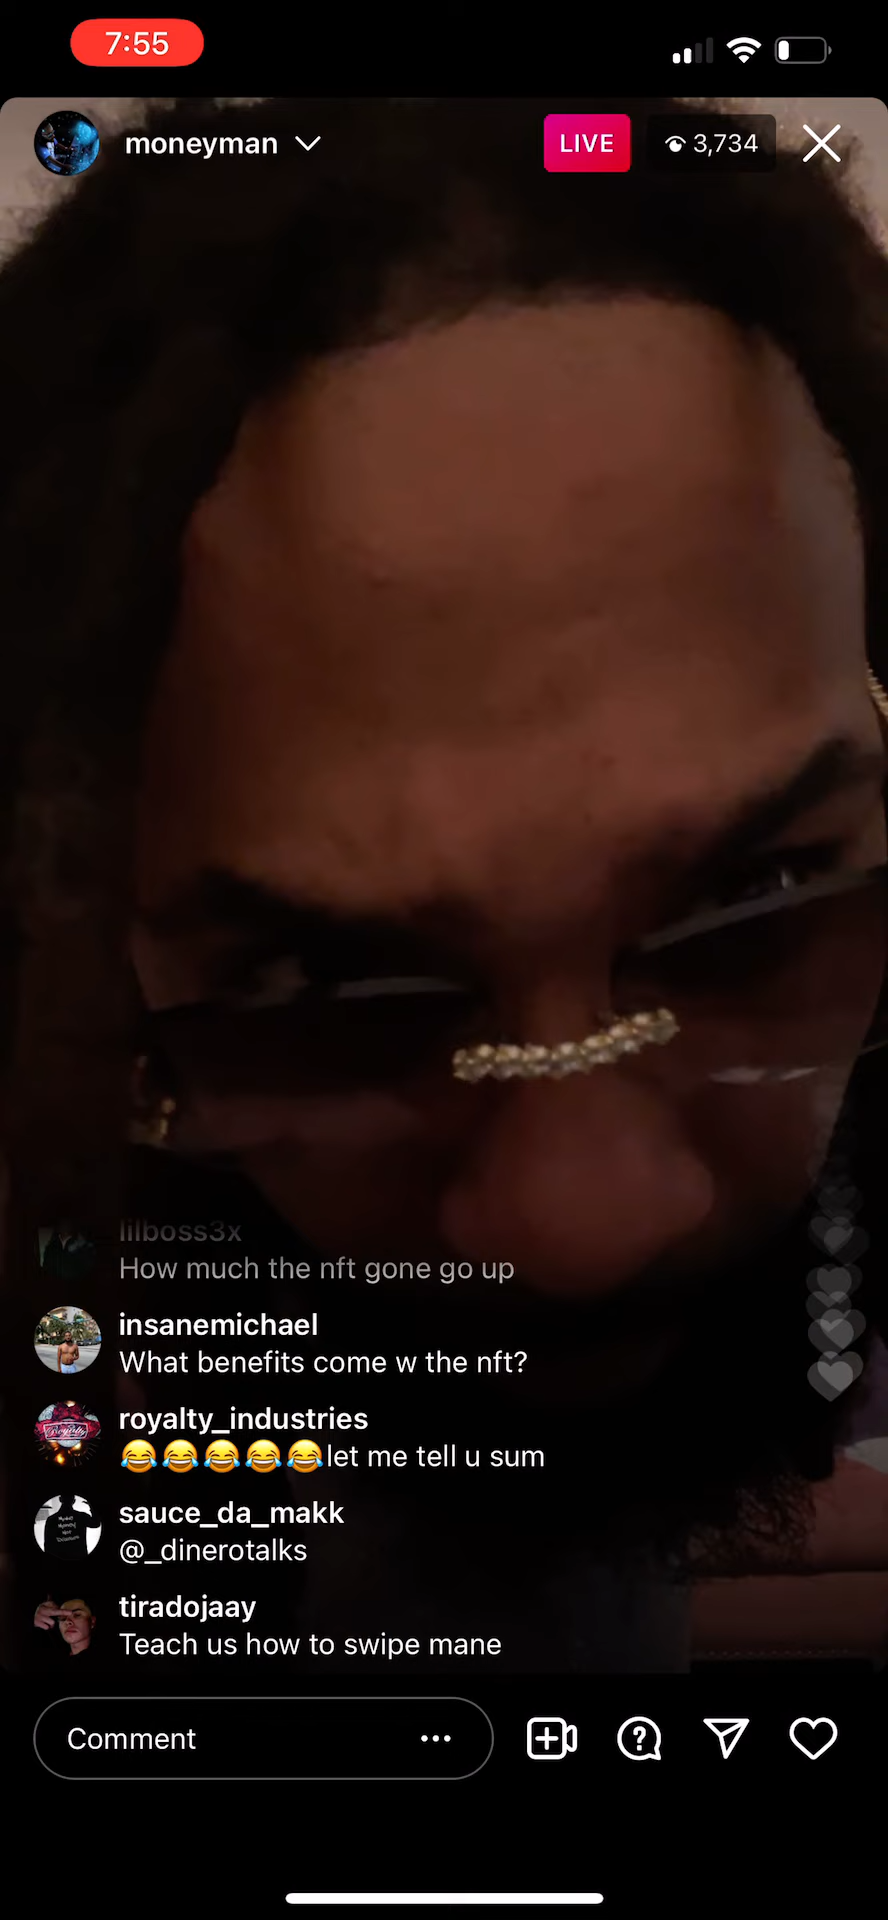 7:55
moneyman
LIVE
3,734
lilboss3x
How much the nft gone go up
insanemichael
What benefits come w the nft?
royalty_industries
😂😂😂😂😂let me tell u sum
sauce_da_makk
@_dinerotalks
tiradojaay
Teach us how to swipe mane
Comment